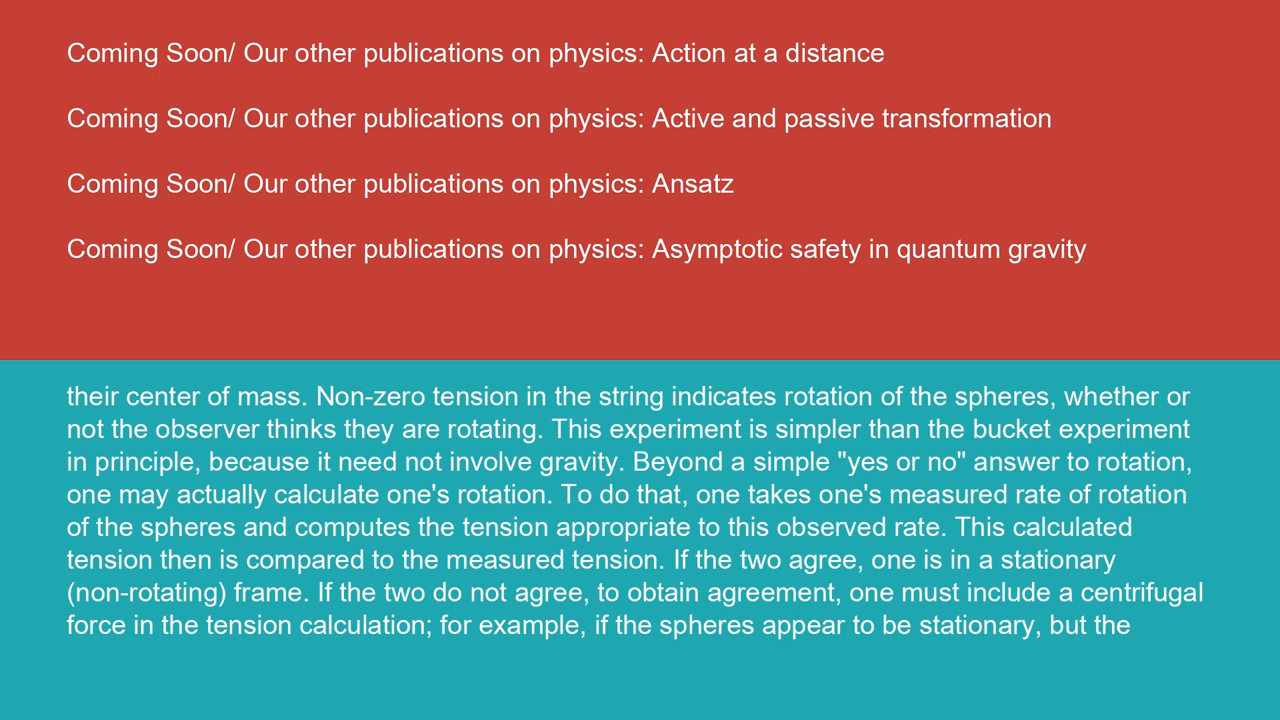 Coming Soon/ Our other publications on physics: Action at a distance
Coming Soon/ Our other publications on physics: Active and passive transformation
Coming Soon/ Our other publications on physics: Ansatz
Coming Soon/ Our other publications on physics: Asymptotic safety in quantum gravity
their center of mass. Non-zero tension in the string indicates rotation of the spheres, whether or
not the observer thinks they are rotating. This experiment is simpler than the bucket experiment
in principle, because it need not involve gravity. Beyond a simple "yes or no" answer to rotation,
one may actually calculate one's rotation. To do that, one takes one's measured rate of rotation
of the spheres and computes the tension appropriate to this observed rate. This calculated
tension then is compared to the measured tension. If the two agree, one is in a stationary
(non-rotating) frame. If the two do not agree, to obtain agreement, one must include a centrifugal
force in the tension calculation; for example, if the spheres appear to be stationary, but the